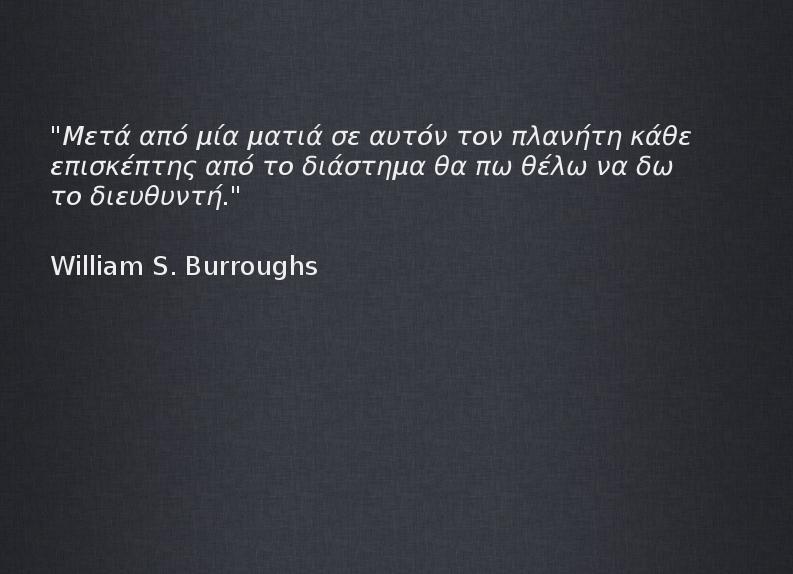 "Μετά από μία ματιά σε αυτόν τον πλανήτη κάθε
επισκέπτης από το διάστημα θα πω θέλω να δω
το διευθυντή."
William S. Burroughs